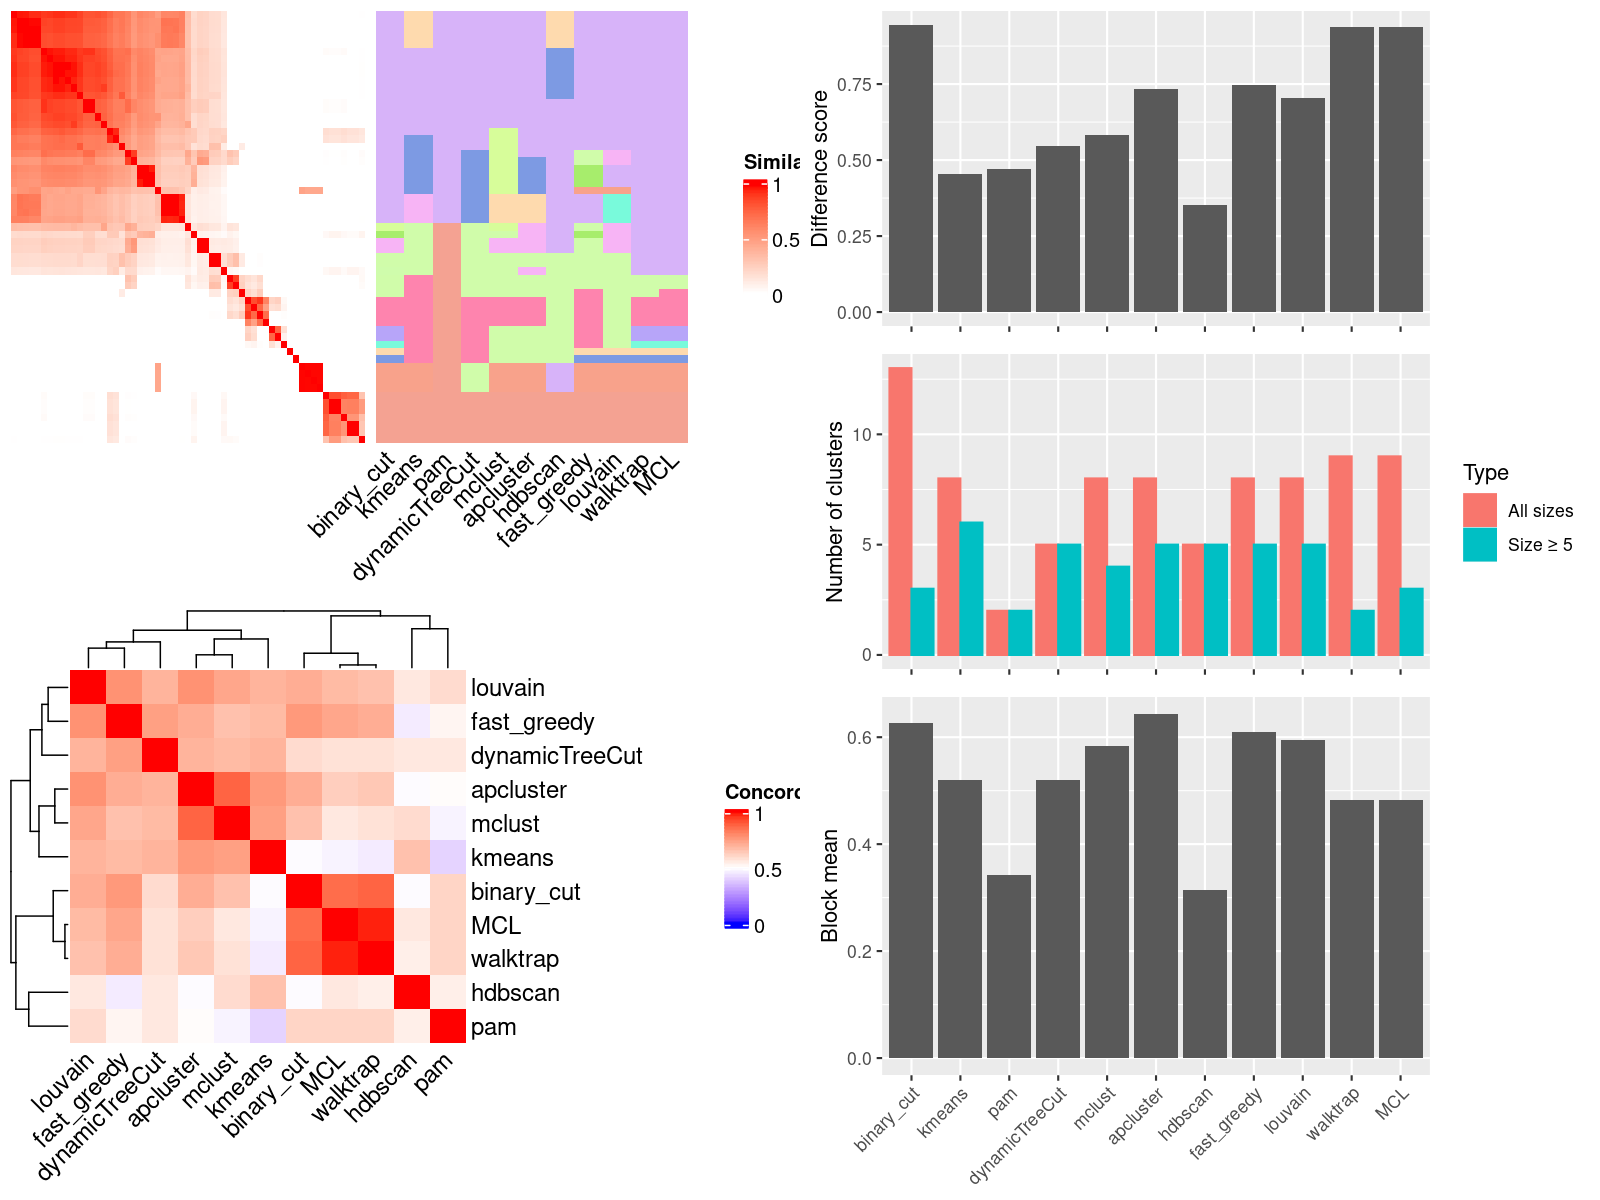 Simila
1
0.5
0
binary_cut
kmeans
pam
dynamicTreeCut
mclust
apcluster
hdbscan
fast_greedy
louvain
walktrap
MCL
louvain
fast_greedy
dynamicTreeCut
apcluster
mclust
kmeans
binary_cut
MCL
walktrap
hdbscan
pam
louvain
fast_greedy
dynamicTreeCut
apcluster
mclust
kmeans
binary_cut
MCL
walktrap
hdbscan
pam
Concord
1
0.5
0
Difference score
0.75
0.50
0.25
0.00
Number of clusters
10
5
0
Type
All sizes
Size ≥ 5
Block mean
0.6
0.4
0.2
0.0
binary_cut
kmeans
pam
dynamicTreeCut
mclust
apcluster
hdbscan
fast_greedy
louvain
walktrap
MCL